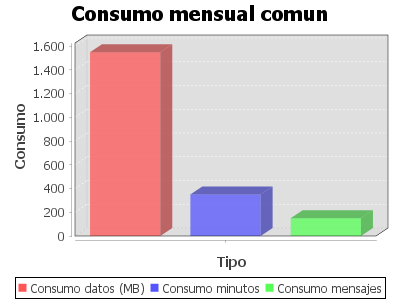 Consumo mensual comun
1.600
1.400
1.200
1.000
800
600
400
200
0
Consumo
Tipo
Consumo datos (MB) Consumo minutos Consumo mensajes